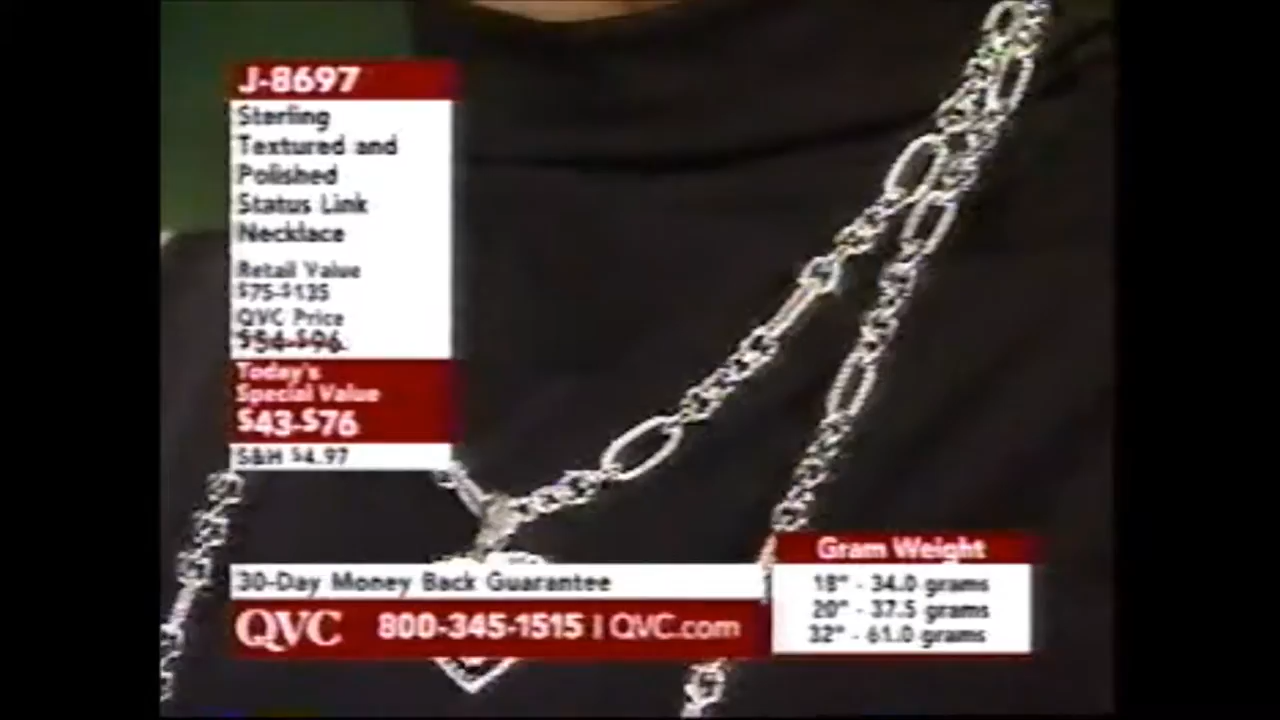 J-8697
Sterling
Textured and
Polished
Status Link
Necklace
Retail Value
$75-$135
QVC Price
$54-$96
Today's
Special Value
$43-$76
S&H $4.97
30-Day Money Back Guarantee
QVC 800-345-1515 | QVC.com
Gram Weight
18" - 34.0 grams
20" - 37.5 grams
32" - 61.0 grams